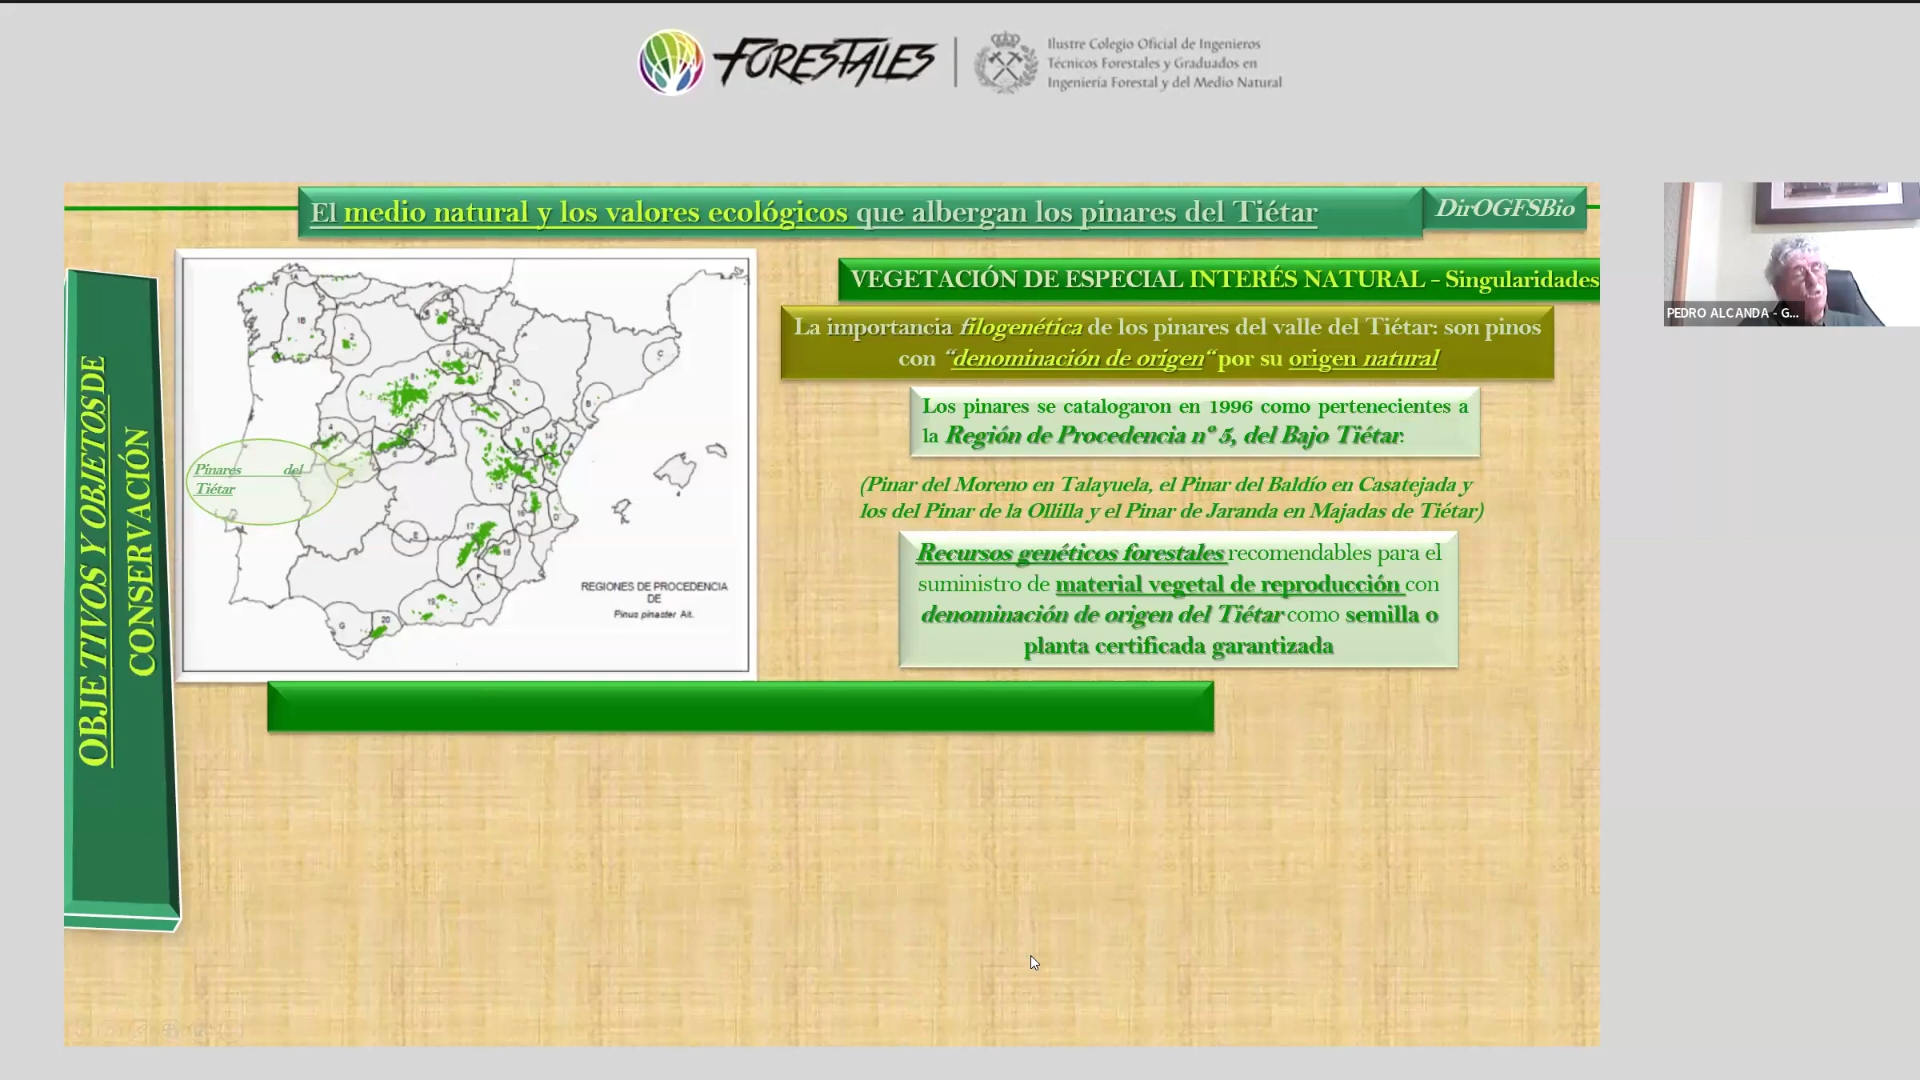 FORESTALES
Ilustre Colegio Oficial de Ingenieros
Técnicos Forestales y Graduados en
Ingeniería Forestal y del Medio Natural
El medio natural y los valores ecológicos que albergan los pinares del Tiétar
DirOGFSBio
OBJETIVOS Y OBJETOS DE
CONSERVACIÓN
Pinares del
Tiétar
REGIONES DE PROCEDENCIA
DE
Pinus pinaster Ait.
VEGETACIÓN DE ESPECIAL INTERÉS NATURAL – Singularidades
La importancia filogenética de los pinares del valle del Tiétar: son pinos
con “denominación de origen“ por su origen natural
Los pinares se catalogaron en 1996 como pertenecientes a
la Región de Procedencia nº 5, del Bajo Tiétar.
(Pinar del Moreno en Talayuela, el Pinar del Baldío en Casatejada y
los del Pinar de la Ollilla y el Pinar de Jaranda en Majadas de Tiétar)
Recursos genéticos forestales recomendables para el
suministro de material vegetal de reproducción con
denominación de origen del Tiétar como semilla o
planta certificada garantizada
PEDRO ALCANDA - G...